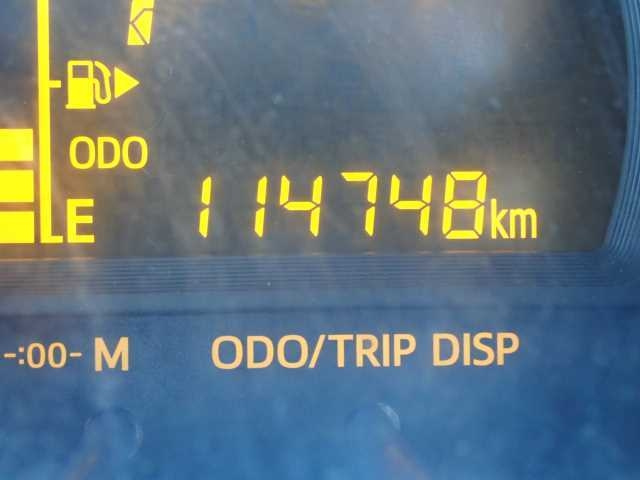 ODO
E 114748km
-:00- M ODO/TRIP DISP